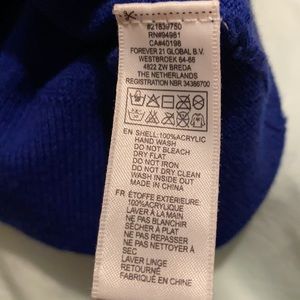 #21839750
RN#94981
CA#40198
FOREVER 21 GLOBAL B.V.
WESTBROEK 64-66
4822 ZW BREDA
THE NETHERLANDS
REGISTRATION NBR 34366700
EN SHELL:100%ACRYLIC
HAND WASH
DO NOT BLEACH
DRY FLAT
DO NOT IRON
DO NOT DRY CLEAN
WASH INSIDE OUT
MADE IN CHINA
FR ÉTOFFE EXTÉRIEURE:
100%ACRYLIQUE
LAVER À LA MAIN
NE PAS BLANCHIR
SÉCHER À PLAT
NE PAS REPASSER
NE PAS NETTOYER À
SEC
LAVER LINGE
RETOURNÉ
FABRIQUÉ EN CHINE